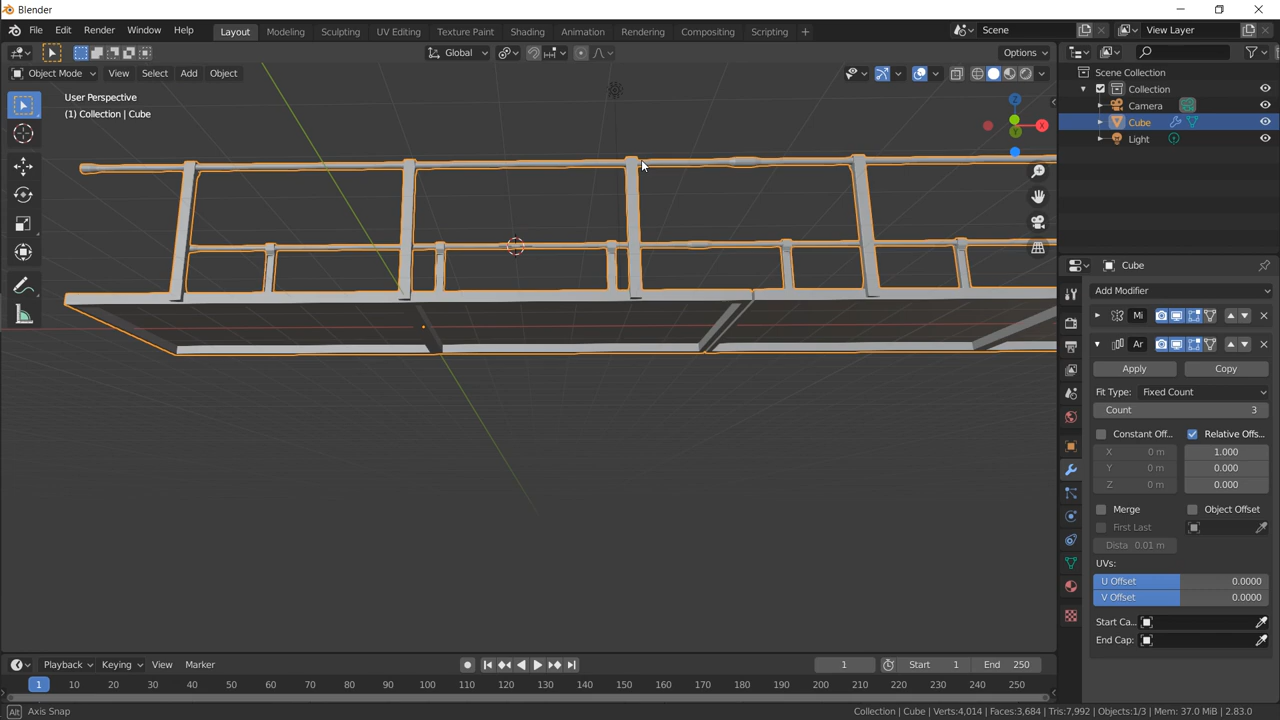 Blender
File Edit Render Window Help Layout Modeling Sculpting UV Editing Texture Paint Shading Animation Rendering Compositing Scripting + Scene View Layer
Global Options
Object Mode View Select Add Object
User Perspective
(1) Collection | Cube
Z
X
Y
Scene Collection
Collection
Camera
Cube
Light
Cube
Add Modifier
Mi
Ar
Apply Copy
Fit Type: Fixed Count
Count 3
Constant Off... Relative Offs...
X 0 m 1.000
Y 0 m 0.000
Z 0 m 0.000
Merge Object Offset
First Last
Dista 0.01 m
UVs:
U Offset 0.0000
V Offset 0.0000
Start Ca...
End Cap:
Playback Keying View Marker 1 Start 1 End 250
1 10 20 30 40 50 60 70 80 90 100 110 120 130 140 150 160 170 180 190 200 210 220 230 240 250
Alt Axis Snap Collection | Cube | Verts:4,014 | Faces:3,684 | Tris:7,992 | Objects:1/3 | Mem: 37.0 MiB | 2.83.0